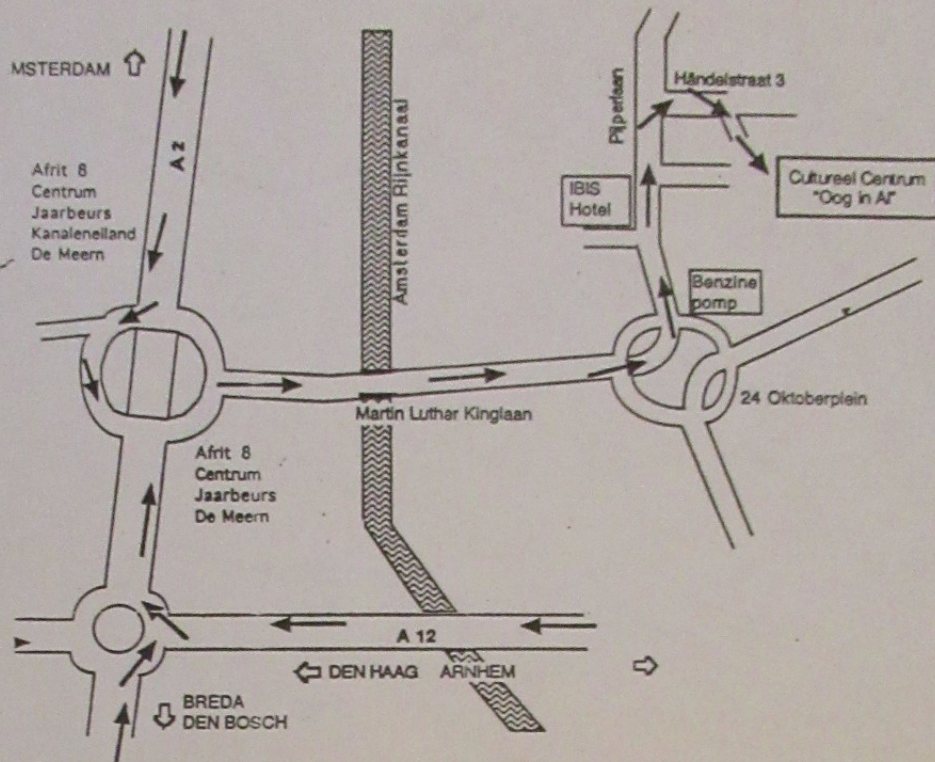 MSTERDAM
A 2
Afrit 8
Centrum
Jaarbeurs
Kanaleneiland
De Meern
Amsterdam Rijnkanaal
Pijperlaan
Händelstraat 3
IBIS
Hotel
Cultureel Centrum
"Oog in Al"
Benzine
pomp
Martin Luther Kinglaan
24 Oktoberplein
Afrit 8
Centrum
Jaarbeurs
De Meern
A 12
DEN HAAG
ARNHEM
BREDA
DEN BOSCH